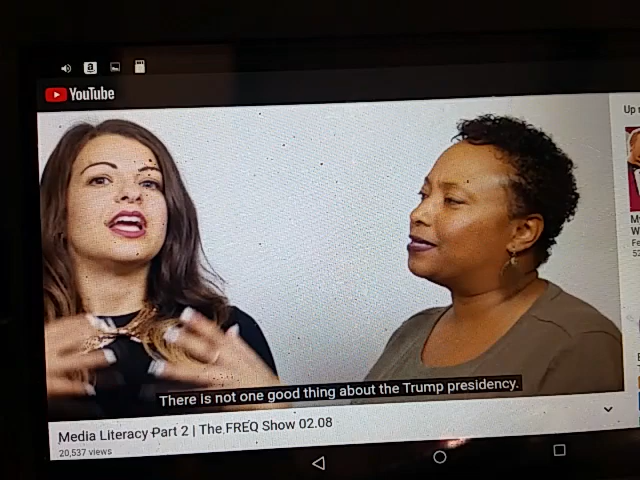 YouTube
Up
There is not one good thing about the Trump presidency.
Media Literacy Part 2 | The FREQ Show 02.08
20,537 views